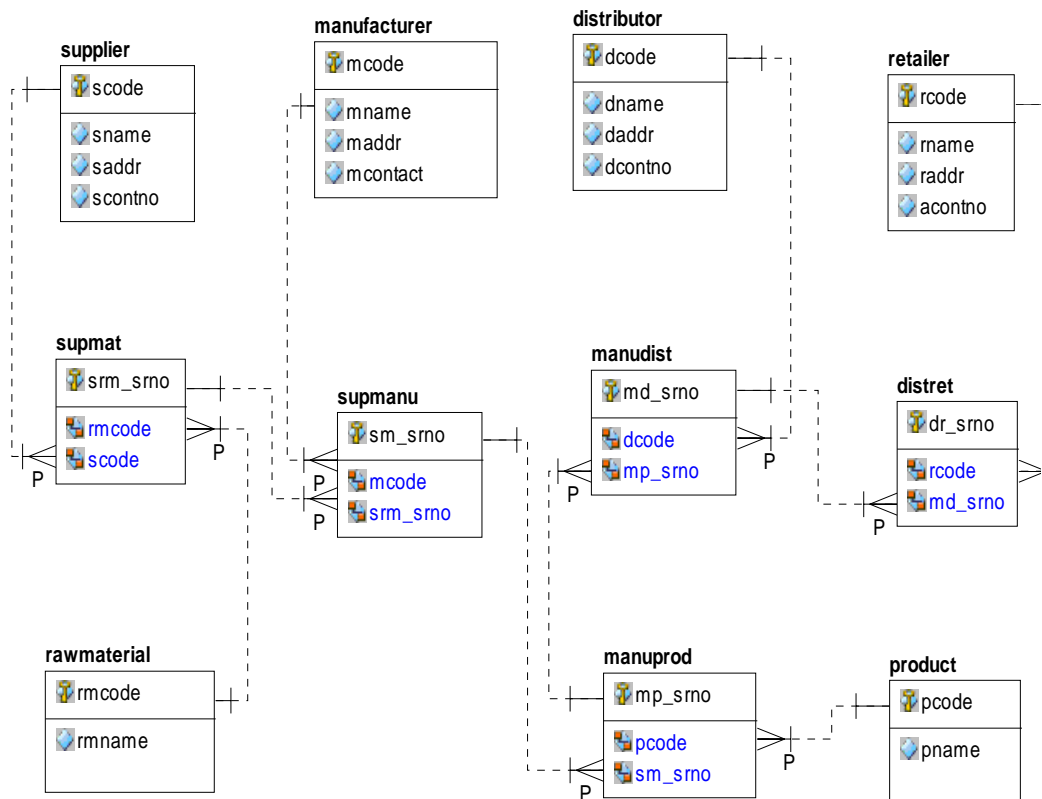 supplier
scode
sname
saddr
scontno
manufacturer
mcode
mname
maddr
mcontact
distributor
dcode
dname
daddr
dcontno
retailer
rcode
rname
raddr
acontno
supmat
srm_srno
rmcode
scode
P
P
supmanu
sm_srno
mcode
srm_srno
P
P
manudist
md_srno
dcode
mp_srno
P
P
distret
dr_srno
rcode
md_srno
P
rawmaterial
rmcode
rmname
manuprod
mp_srno
pcode
sm_srno
P
P
product
pcode
pname